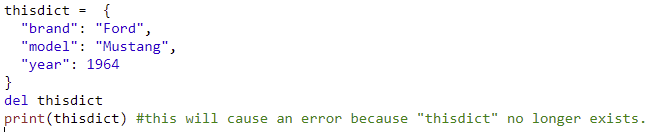 thisdict =  {
  "brand": "Ford",
  "model": "Mustang",
  "year": 1964
}
del thisdict
print(thisdict) #this will cause an error because "thisdict" no longer exists.